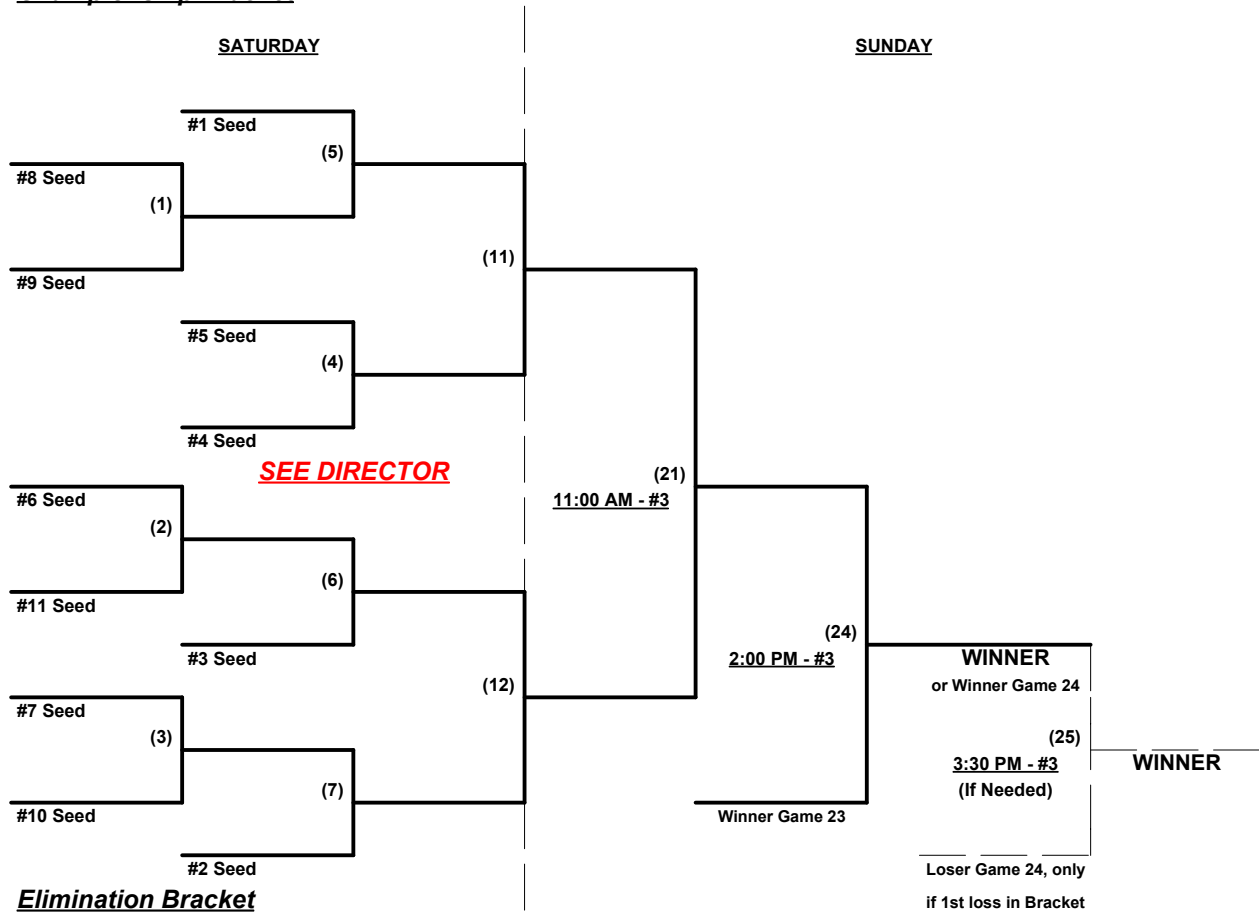 SATURDAY
SUNDAY
#1 Seed
(5)
#8 Seed
(1)
#9 Seed
(11)
#5 Seed
(4)
#4 Seed
SEE DIRECTOR
(21)
11:00 AM - #3
#6 Seed
(2)
#11 Seed
(6)
#3 Seed
(24)
2:00 PM - #3
WINNER
or Winner Game 24
(12)
#7 Seed
(3)
(25)
3:30 PM - #3
(If Needed)
WINNER
(7)
#10 Seed
Winner Game 23
#2 Seed
Loser Game 24, only
if 1st loss in Bracket
Elimination Bracket